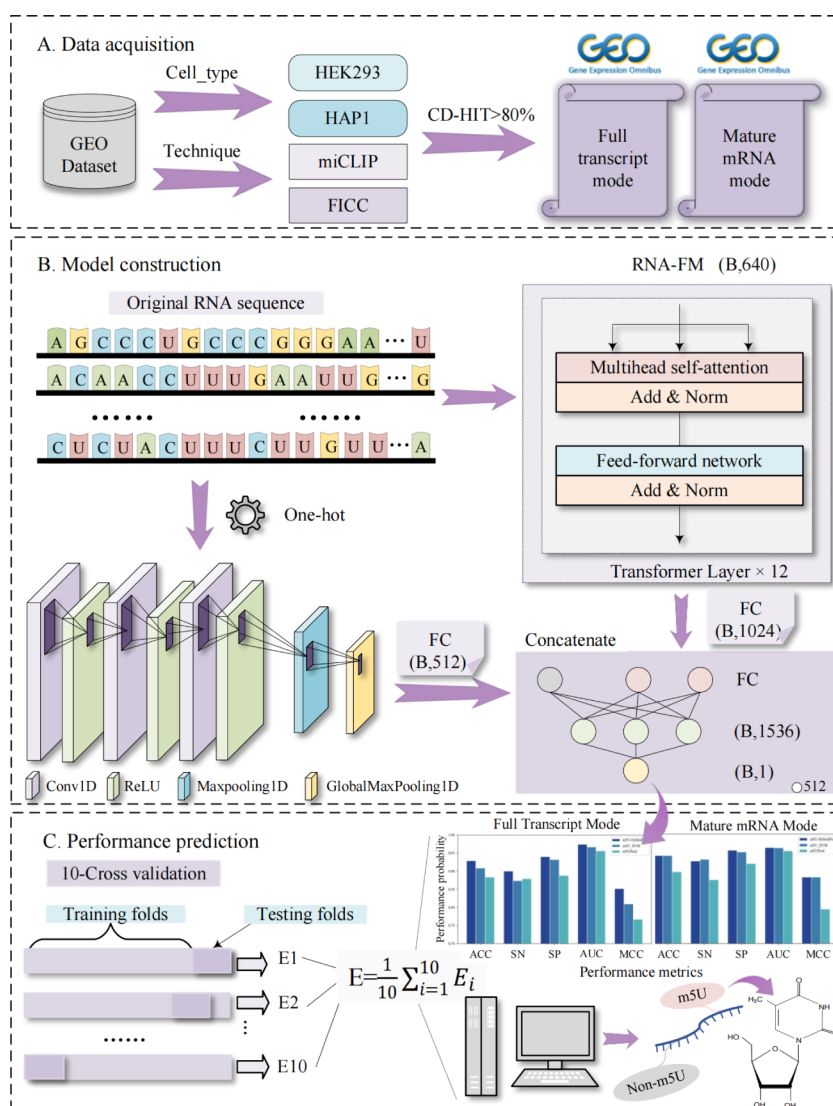 A. Data acquisition
Cell_type
GEO
Dataset
Technique
HEK293
HAP1
miCLIP
FICC
CD-HIT>80%
GEO
Gene Expression Omnibus
Full
transcript
mode
GEO
Gene Expression Omnibus
Mature
mRNA
mode
B. Model construction
Original RNA sequence
A G C C C U G C C C G G G A A ··· U
A C A A C C U U U G A A U U G ··· G
······ ······
C U C U A C U U U C U U G U U ··· A
One-hot
RNA-FM (B,640)
Multihead self-attention
Add & Norm
Feed-forward network
Add & Norm
Transformer Layer × 12
FC
(B,512)
FC
(B,1024)
Concatenate
FC
(B,1536)
(B,1)
512
Conv1D ReLU Maxpooling1D GlobalMaxPooling1D
C. Performance prediction
10-Cross validation
Training folds Testing folds
E1
E2
⋮
······
E10
E=1/10 ∑_{i=1}^{10} E_i
Full Transcript Mode Mature mRNA Mode
Performance probability
ACC SN SP AUC MCC ACC SN SP AUC MCC
Performance metrics
m5U
Non-m5U
H₃C
O
NH
N
HO
O
OH OH